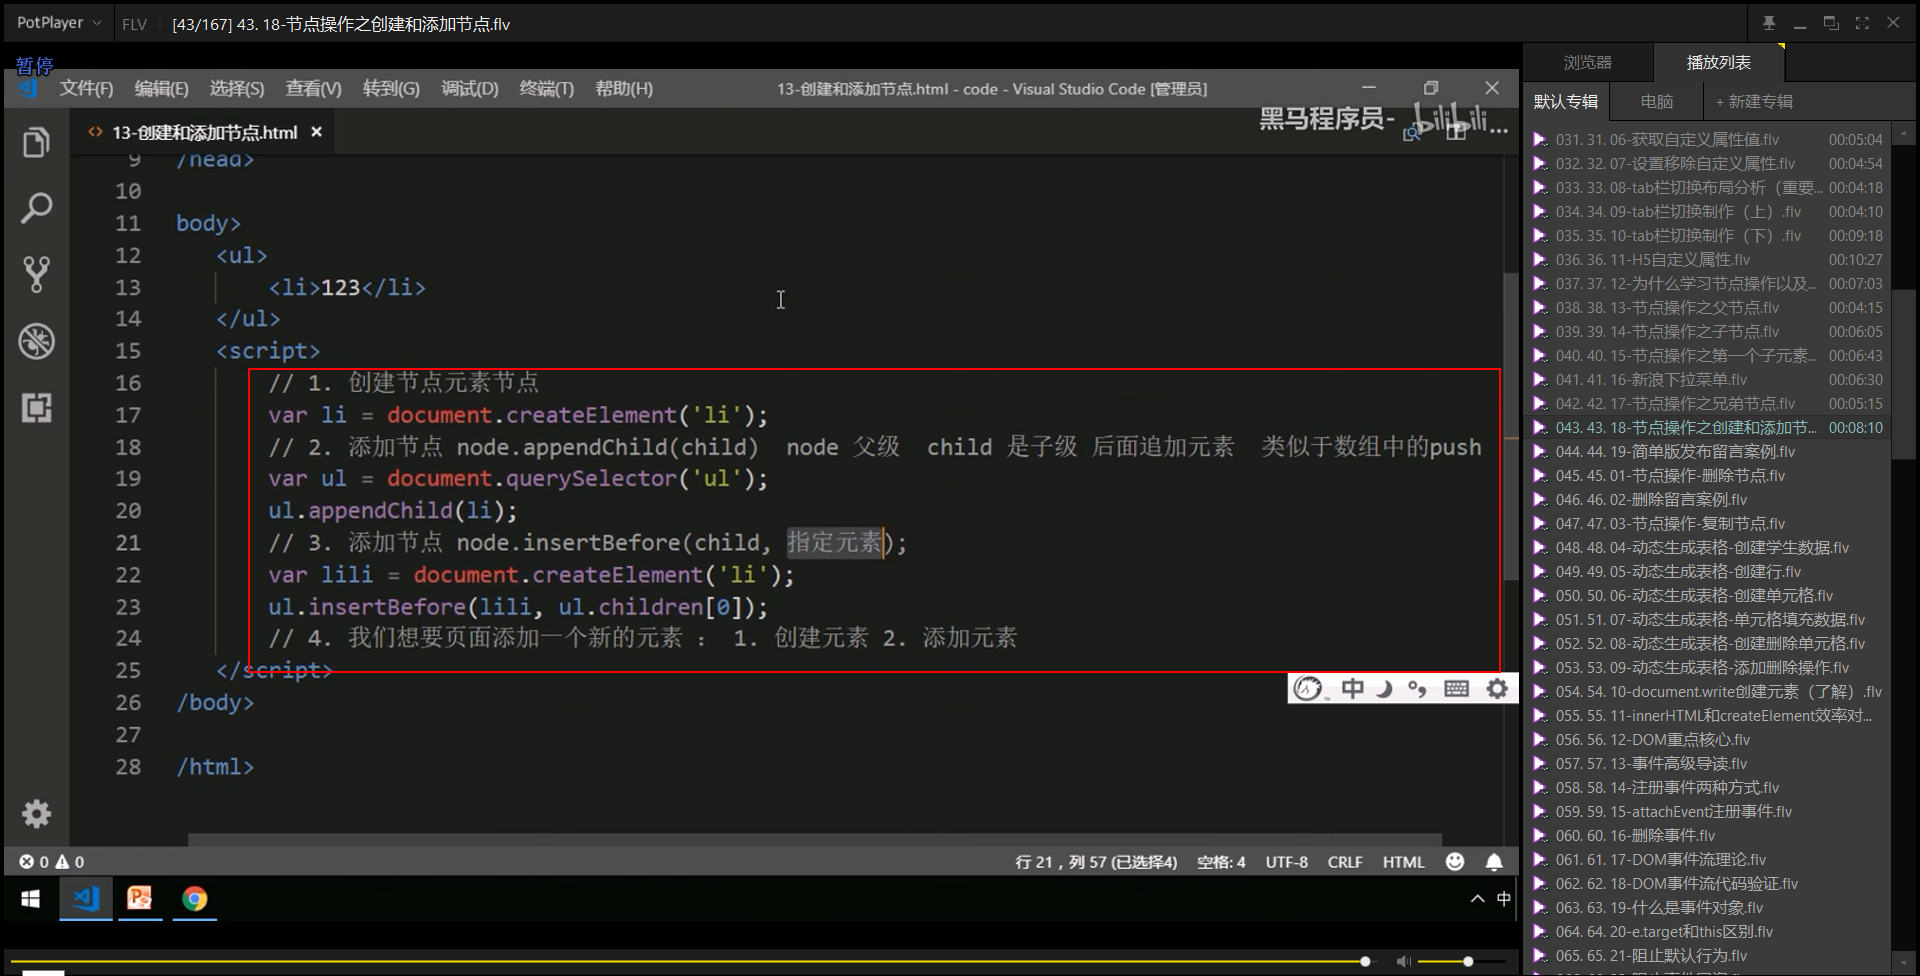 PotPlayer
FLV
[43/167] 43. 18-节点操作之创建和添加节点.flv
暂停
文件(F) 编辑(E) 选择(S) 查看(V) 转到(G) 调试(D) 终端(T) 帮助(H)
13-创建和添加节点.html - code - Visual Studio Code [管理员]
13-创建和添加节点.html
黑马程序员-
bilibili
9 /head>
10
11 body>
12 <ul>
13 <li>123</li>
14 </ul>
15 <script>
16 // 1. 创建节点元素节点
17 var li = document.createElement('li');
18 // 2. 添加节点 node.appendChild(child) node 父级 child 是子级 后面追加元素 类似于数组中的push
19 var ul = document.querySelector('ul');
20 ul.appendChild(li);
21 // 3. 添加节点 node.insertBefore(child, 指定元素);
22 var lili = document.createElement('li');
23 ul.insertBefore(lili, ul.children[0]);
24 // 4. 我们想要页面添加一个新的元素 ： 1. 创建元素 2. 添加元素
25 </script>
26 /body>
27
28 /html>
中
0 0
行 21，列 57 (已选择4) 空格: 4 UTF-8 CRLF HTML
中
浏览器 播放列表
默认专辑 电脑 + 新建专辑
031. 31. 06-获取自定义属性值.flv 00:05:04
032. 32. 07-设置移除自定义属性.flv 00:04:54
033. 33. 08-tab栏切换布局分析（重要... 00:04:18
034. 34. 09-tab栏切换制作（上）.flv 00:04:10
035. 35. 10-tab栏切换制作（下）.flv 00:09:18
036. 36. 11-H5自定义属性.flv 00:10:27
037. 37. 12-为什么学习节点操作以及... 00:07:03
038. 38. 13-节点操作之父节点.flv 00:04:15
039. 39. 14-节点操作之子节点.flv 00:06:05
040. 40. 15-节点操作之第一个子元素... 00:06:43
041. 41. 16-新浪下拉菜单.flv 00:06:30
042. 42. 17-节点操作之兄弟节点.flv 00:05:15
043. 43. 18-节点操作之创建和添加节... 00:08:10
044. 44. 19-简单版发布留言案例.flv
045. 45. 01-节点操作-删除节点.flv
046. 46. 02-删除留言案例.flv
047. 47. 03-节点操作-复制节点.flv
048. 48. 04-动态生成表格-创建学生数据.flv
049. 49. 05-动态生成表格-创建行.flv
050. 50. 06-动态生成表格-创建单元格.flv
051. 51. 07-动态生成表格-单元格填充数据.flv
052. 52. 08-动态生成表格-创建删除单元格.flv
053. 53. 09-动态生成表格-添加删除操作.flv
054. 54. 10-document.write创建元素（了解）.flv
055. 55. 11-innerHTML和createElement效率对...
056. 56. 12-DOM重点核心.flv
057. 57. 13-事件高级导读.flv
058. 58. 14-注册事件两种方式.flv
059. 59. 15-attachEvent注册事件.flv
060. 60. 16-删除事件.flv
061. 61. 17-DOM事件流理论.flv
062. 62. 18-DOM事件流代码验证.flv
063. 63. 19-什么是事件对象.flv
064. 64. 20-e.target和this区别.flv
065. 65. 21-阻止默认行为.flv